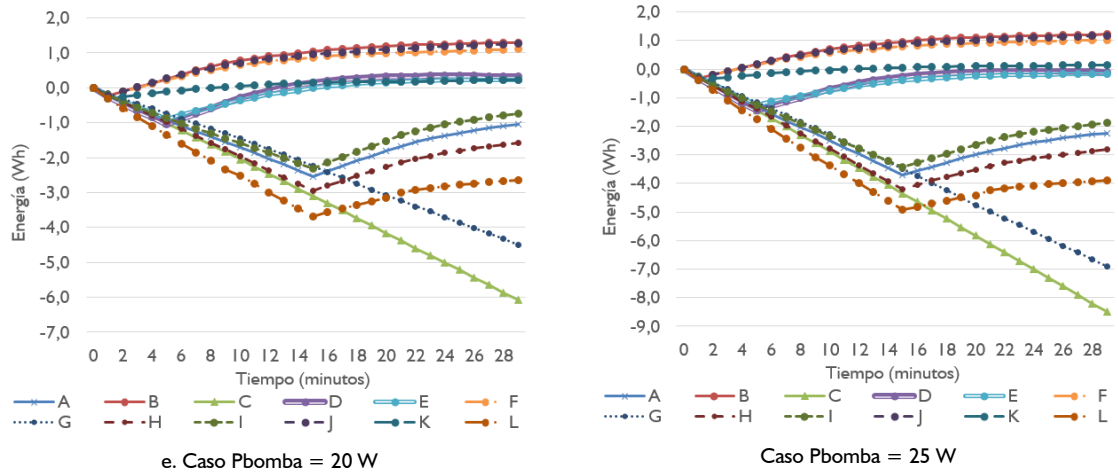 2,0
1,0
0,0
-1,0
-2,0
-3,0
-4,0
-5,0
-6,0
-7,0
Energía (Wh)
0 2 4 6 8 10 12 14 16 18 20 22 24 26 28
Tiempo (minutos)
A B C D E F
G H I J K L
e. Caso Pbomba = 20 W
2,0
1,0
0,0
-1,0
-2,0
-3,0
-4,0
-5,0
-6,0
-7,0
-8,0
-9,0
Energía (Wh)
0 2 4 6 8 10 12 14 16 18 20 22 24 26 28
Tiempo (minutos)
A B C D E F
G H I J K L
Caso Pbomba = 25 W